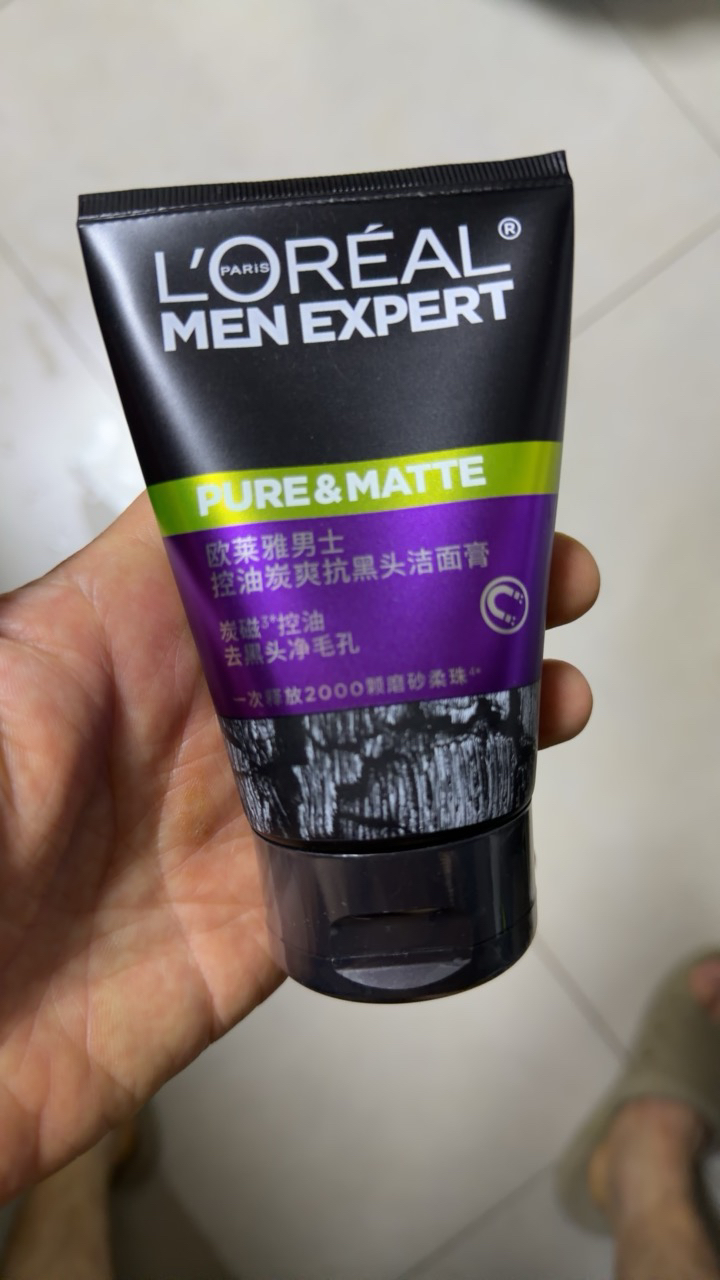 L'ORÉAL®
PARIS
MEN EXPERT
PURE & MATTE
欧莱雅男士
控油炭爽抗黑头洁面膏
炭磁3*控油
去黑头净毛孔
一次释放2000颗磨砂柔珠4*